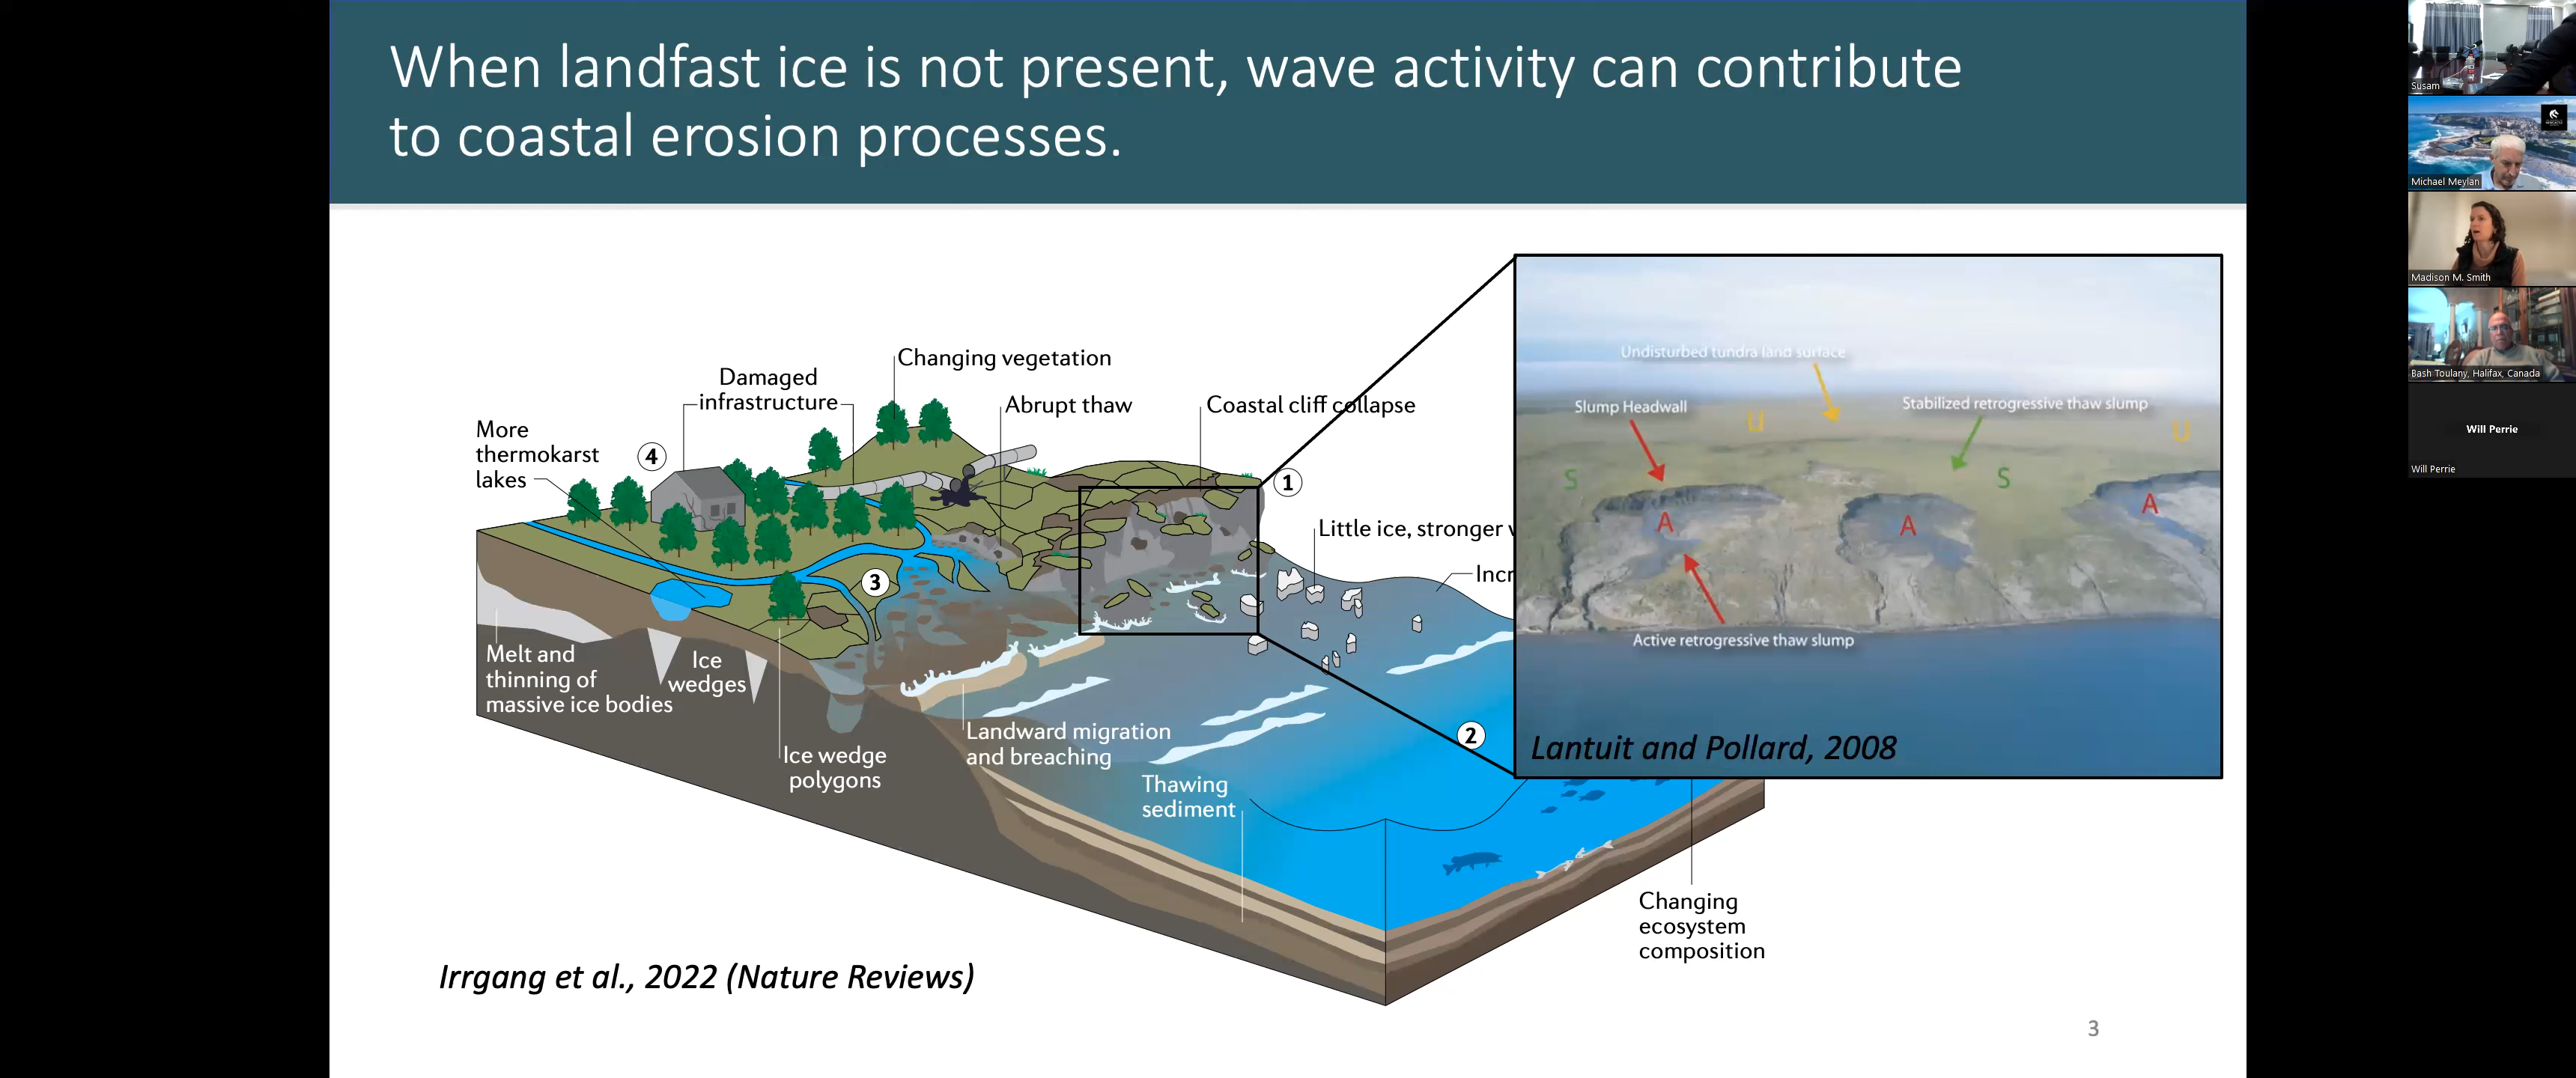 When landfast ice is not present, wave activity can contribute
to coastal erosion processes.
Changing vegetation
Damaged
infrastructure
Abrupt thaw
Coastal cliff collapse
More
thermokarst
lakes
4
1
Little ice, stronger
Incr
3
Melt and
thinning of
massive ice bodies
Ice
wedges
Ice wedge
polygons
Landward migration
and breaching
2
Thawing
sediment
Changing
ecosystem
composition
Undisturbed tundra land surface
Slump Headwall
Stabilized retrogressive thaw slump
U
U
S
S
A
A
A
Active retrogressive thaw slump
Lantuit and Pollard, 2008
Irrgang et al., 2022 (Nature Reviews)
3
Susam
Michael Meylan
Madison M. Smith
Bash Toulany, Halifax, Canada
Will Perrie
Will Perrie